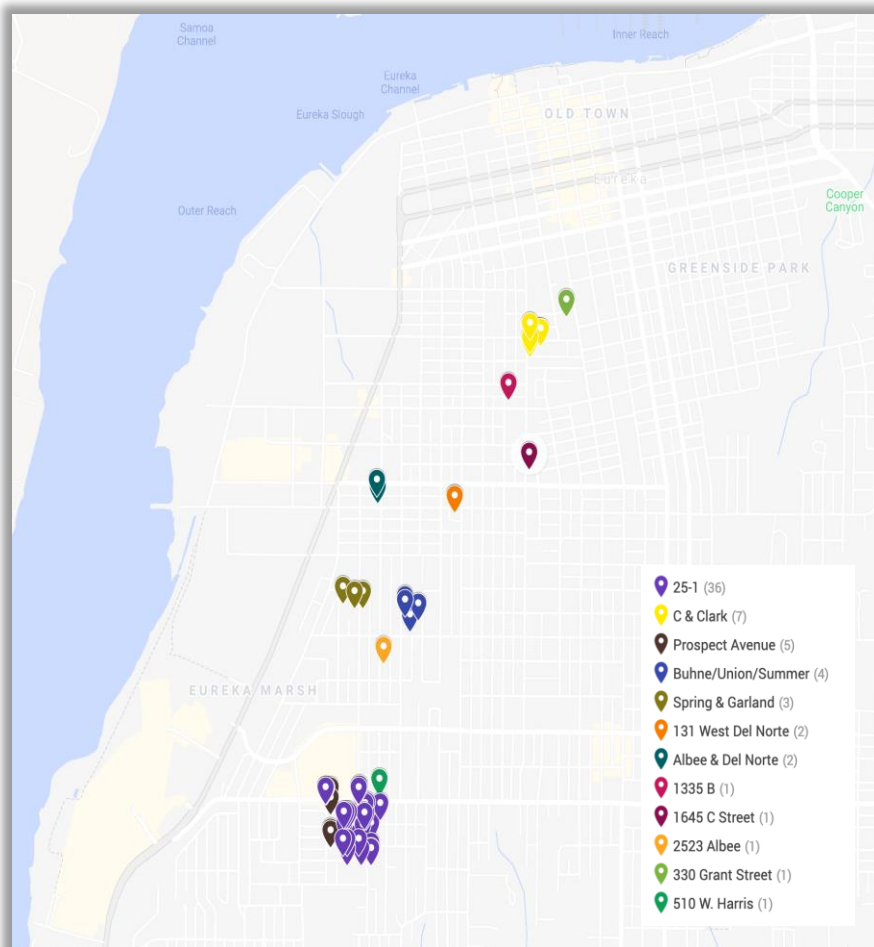 Samoa
Channel
Inner Reach
Eureka
Channel
Eureka Slough
OLD TOWN
Eureka
Cooper
Canyon
Outer Reach
GREENSIDE PARK
EUREKA MARSH
25-1 (36)
C & Clark (7)
Prospect Avenue (5)
Buhne/Union/Summer (4)
Spring & Garland (3)
131 West Del Norte (2)
Albee & Del Norte (2)
1335 B (1)
1645 C Street (1)
2523 Albee (1)
330 Grant Street (1)
510 W. Harris (1)